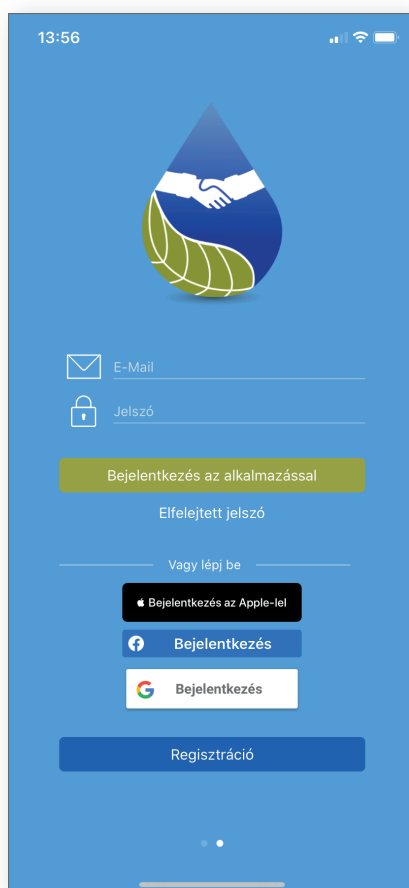 13:56
E-Mail
Jelszó
Bejelentkezés az alkalmazással
Elfelejtett jelszó
Vagy lépj be
Bejelentkezés az Apple-lel
Bejelentkezés
Bejelentkezés
Regisztráció